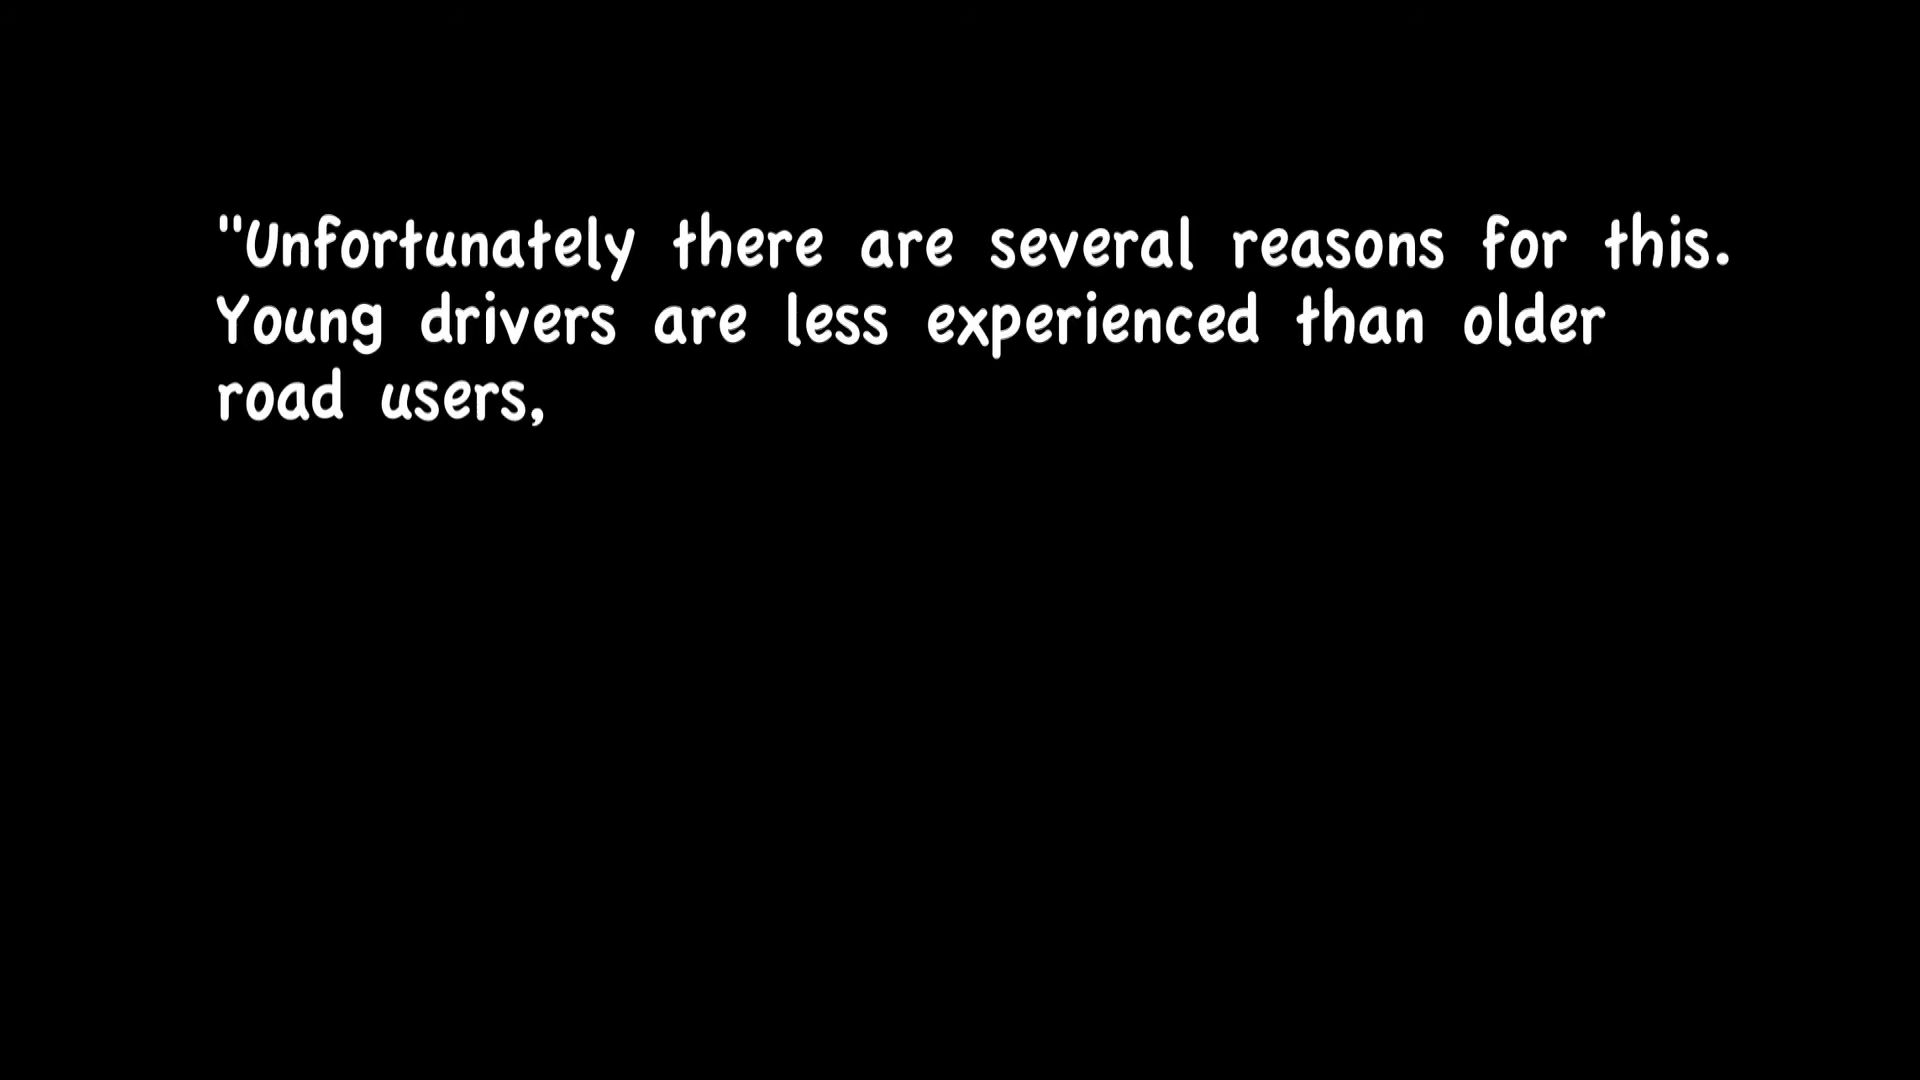 "Unfortunately there are several reasons for this.
Young drivers are less experienced than older
road users,